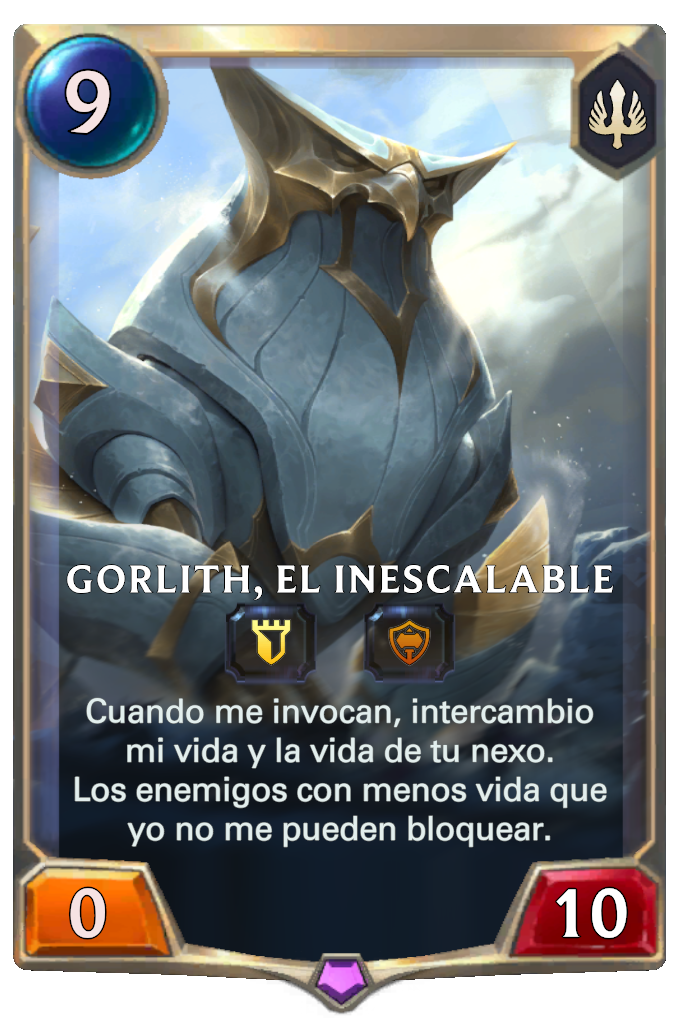 9
GORLITH, EL INESCALABLE
Cuando me invocan, intercambio
mi vida y la vida de tu nexo.
Los enemigos con menos vida que
yo no me pueden bloquear.
0
10